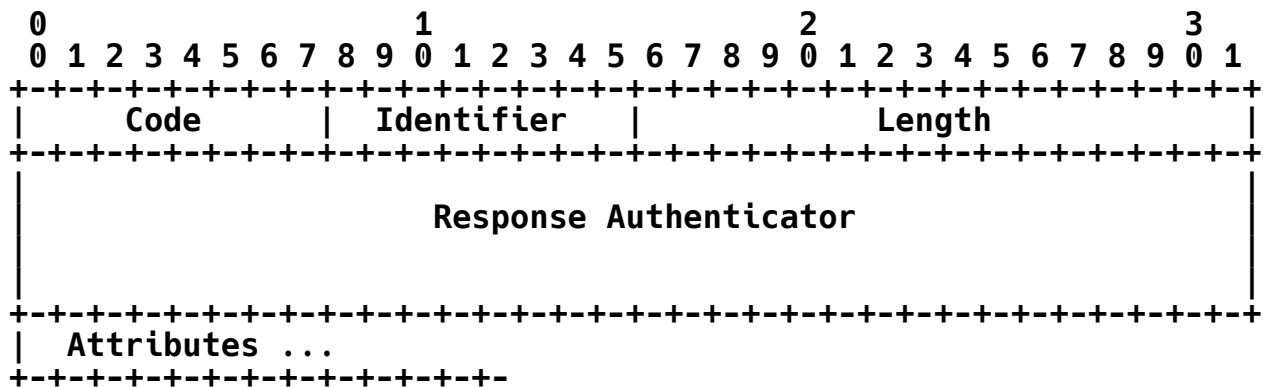 0                   1                   2                   3
 0 1 2 3 4 5 6 7 8 9 0 1 2 3 4 5 6 7 8 9 0 1 2 3 4 5 6 7 8 9 0 1
+-+-+-+-+-+-+-+-+-+-+-+-+-+-+-+-+-+-+-+-+-+-+-+-+-+-+-+-+-+-+-+-+
|     Code      |  Identifier   |            Length             |
+-+-+-+-+-+-+-+-+-+-+-+-+-+-+-+-+-+-+-+-+-+-+-+-+-+-+-+-+-+-+-+-+
|                                                               |
|                     Response Authenticator                    |
|                                                               |
|                                                               |
+-+-+-+-+-+-+-+-+-+-+-+-+-+-+-+-+-+-+-+-+-+-+-+-+-+-+-+-+-+-+-+-+
|  Attributes ...
+-+-+-+-+-+-+-+-+-+-+-+-+-